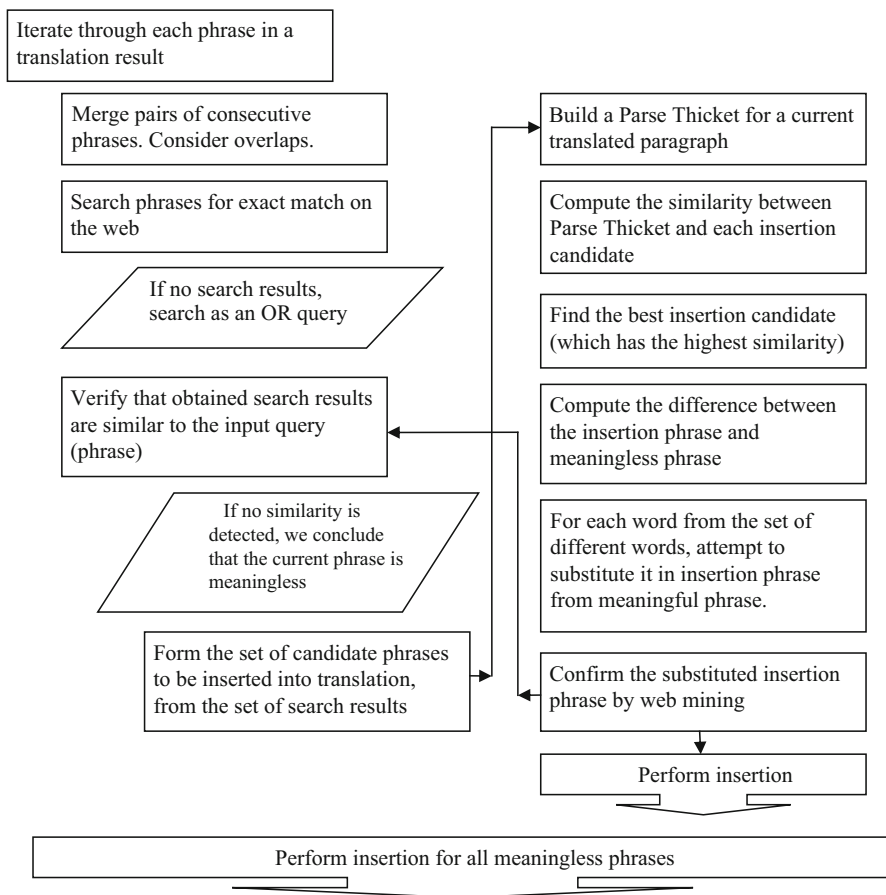 Iterate through each phrase in a
translation result
Merge pairs of consecutive
phrases. Consider overlaps.
Search phrases for exact match on
the web
If no search results,
search as an OR query
Verify that obtained search results
are similar to the input query
(phrase)
If no similarity is
detected, we conclude
that the current phrase is
meaningless
Form the set of candidate phrases
to be inserted into translation,
from the set of search results
Build a Parse Thicket for a current
translated paragraph
Compute the similarity between
Parse Thicket and each insertion
candidate
Find the best insertion candidate
(which has the highest similarity)
Compute the difference between
the insertion phrase and
meaningless phrase
For each word from the set of
different words, attempt to
substitute it in insertion phrase
from meaningful phrase.
Confirm the substituted insertion
phrase by web mining
Perform insertion
Perform insertion for all meaningless phrases